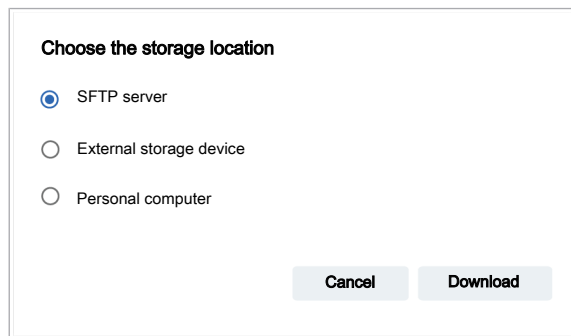 Choose the storage location
SFTP server
External storage device
Personal computer
Cancel Download